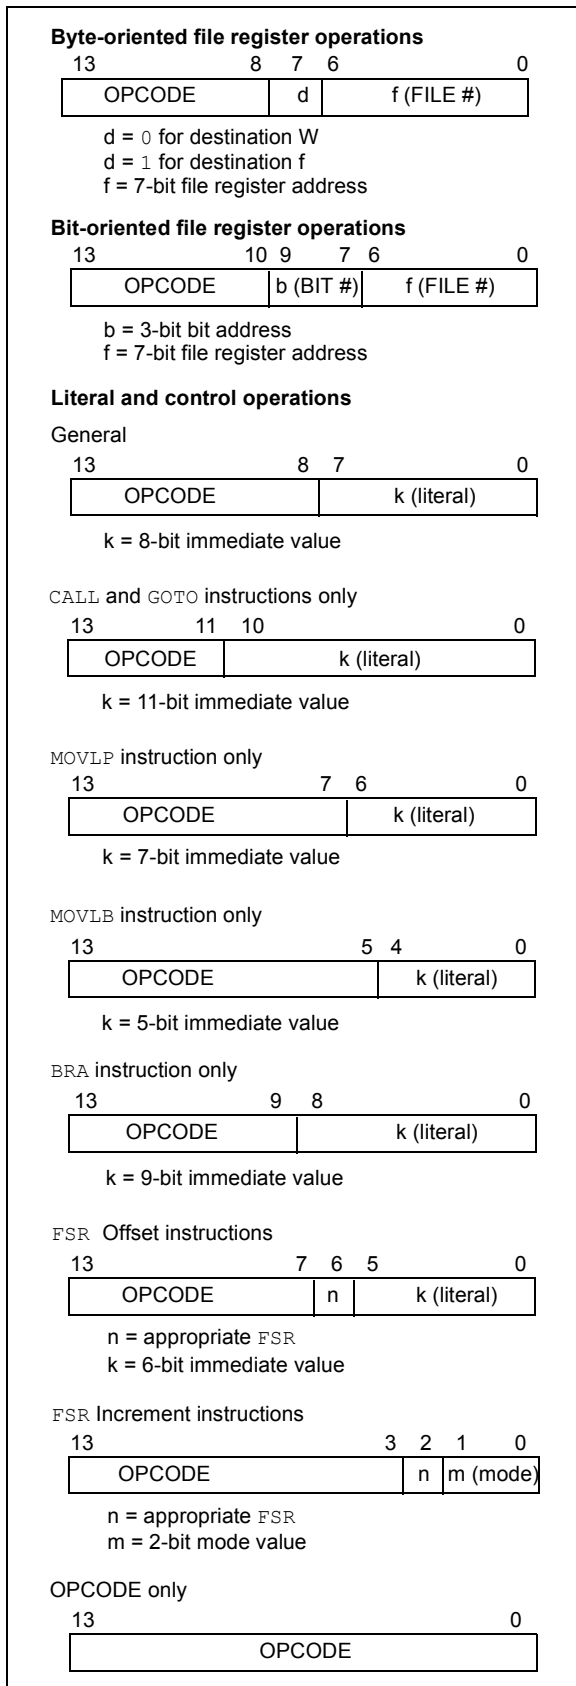 Byte-oriented file register operations
13 8 7 6 0
OPCODE d f (FILE #)
d = 0 for destination W
d = 1 for destination f
f = 7-bit file register address
Bit-oriented file register operations
13 10 9 7 6 0
OPCODE b (BIT #) f (FILE #)
b = 3-bit bit address
f = 7-bit file register address
Literal and control operations
General
13 8 7 0
OPCODE k (literal)
k = 8-bit immediate value
CALL and GOTO instructions only
13 11 10 0
OPCODE k (literal)
k = 11-bit immediate value
MOVLP instruction only
13 7 6 0
OPCODE k (literal)
k = 7-bit immediate value
MOVLB instruction only
13 5 4 0
OPCODE k (literal)
k = 5-bit immediate value
BRA instruction only
13 9 8 0
OPCODE k (literal)
k = 9-bit immediate value
FSR Offset instructions
13 7 6 5 0
OPCODE n k (literal)
n = appropriate FSR
k = 6-bit immediate value
FSR Increment instructions
13 3 2 1 0
OPCODE n m (mode)
n = appropriate FSR
m = 2-bit mode value
OPCODE only
13 0
OPCODE